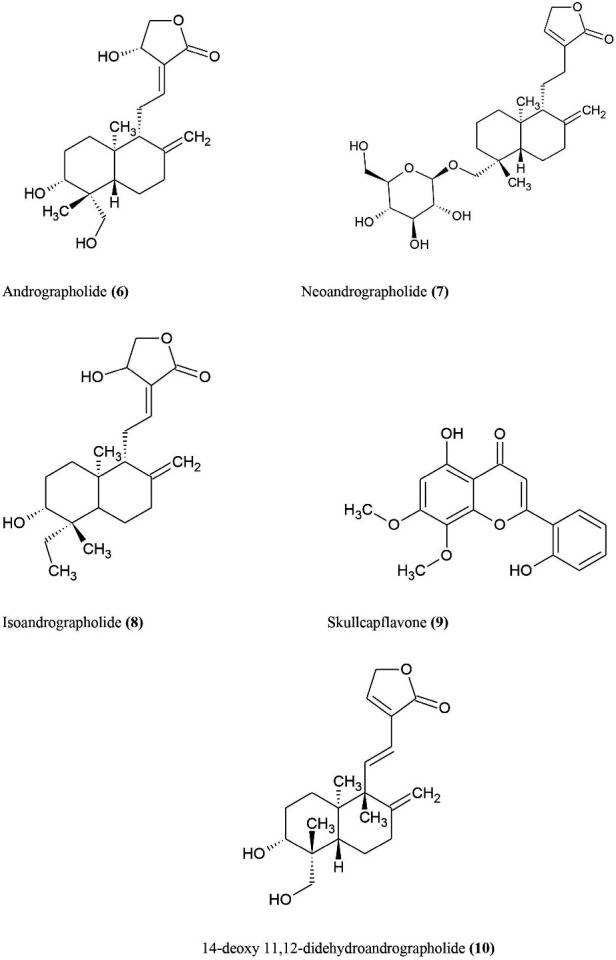 O
HO
O
CH3
CH2
HO
H3C
H
HO
Andrographolide (6)
O
O
CH3
CH2
HO
O
O
H
CH3
HO
OH
OH
Neoandrographolide (7)
O
HO
O
CH3
CH2
HO
CH3
CH3
Isoandrographolide (8)
OH
O
H3C
O
O
O
H3C
HO
Skullcapflavone (9)
O
O
CH3
CH2
CH3
CH3
HO
H
HO
14-deoxy 11,12-didehydroandrographolide (10)